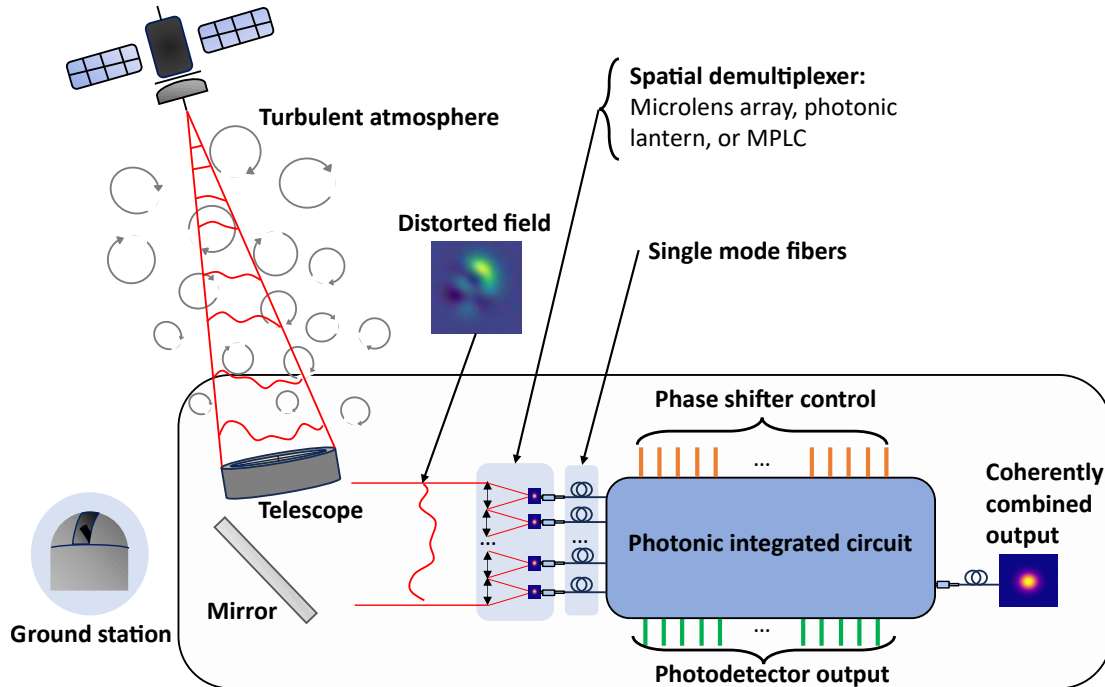 Turbulent atmosphere
Spatial demultiplexer:
Microlens array, photonic
lantern, or MPLC
Distorted field
Single mode fibers
Phase shifter control
...
Coherently
combined
output
Telescope
...
...
Photonic integrated circuit
Mirror
Ground station
...
Photodetector output